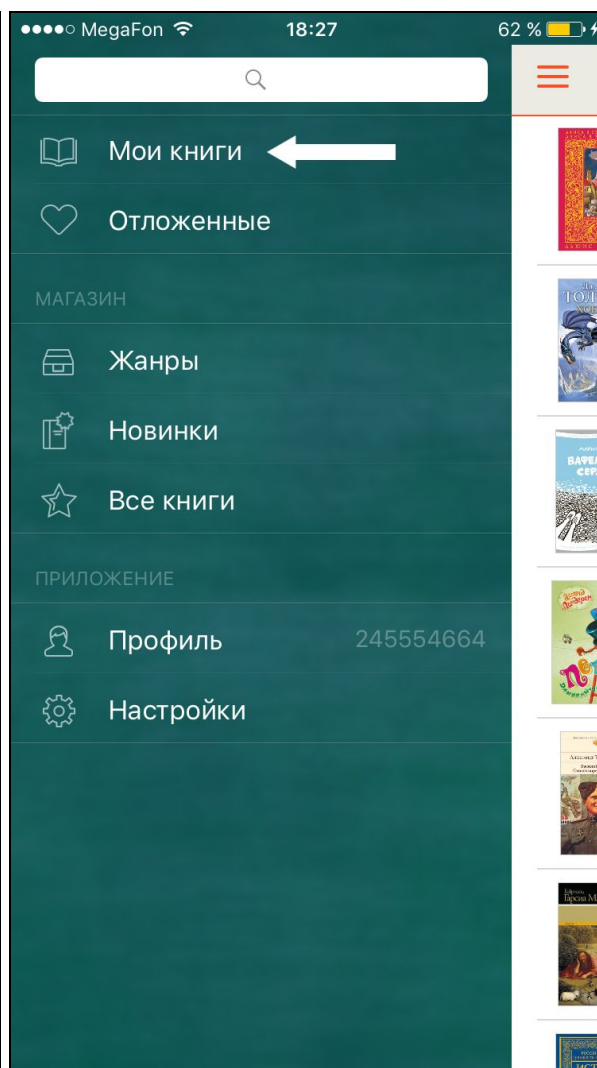 MegaFon 18:27 62 %
Мои книги
Отложенные
МАГАЗИН
Жанры
Новинки
Все книги
ПРИЛОЖЕНИЕ
Профиль 245554664
Настройки